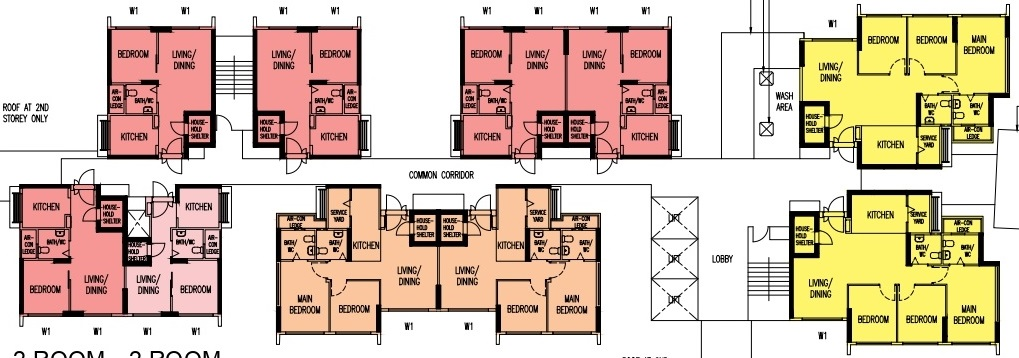 W1 W1 W1 W1 W1 W1 W1 W1 W1
BEDROOM LIVING/ DINING LIVING/ DINING BEDROOM BEDROOM LIVING/ DINING LIVING/ DINING BEDROOM
BEDROOM BEDROOM MAIN BEDROOM
LIVING/ DINING
AIR-CON LEDGE BATH/WC BATH/WC AIR-CON LEDGE AIR-CON LEDGE BATH/WC BATH/WC AIR-CON LEDGE
WASH AREA
BATH/WC BATH/WC
ROOF AT 2ND
STOREY ONLY
KITCHEN HOUSE-HOLD SHELTER HOUSE-HOLD SHELTER KITCHEN KITCHEN HOUSE-HOLD SHELTER HOUSE-HOLD SHELTER KITCHEN
HOUSE-HOLD SHELTER KITCHEN SERVICE YARD AIR-CON LEDGE
COMMON CORRIDOR
KITCHEN HOUSE-HOLD SHELTER KITCHEN
SERVICE YARD KITCHEN HOUSE-HOLD SHELTER HOUSE-HOLD SHELTER KITCHEN SERVICE YARD
LIFT
KITCHEN SERVICE YARD AIR-CON LEDGE
HOUSE-HOLD SHELTER
AIR-CON LEDGE BATH/WC HOUSE-HOLD SHELTER BATH/WC AIR-CON LEDGE
AIR-CON LEDGE BATH/WC BATH/WC BATH/WC BATH/WC AIR-CON LEDGE
LIFT LOBBY
BATH/WC BATH/WC
BEDROOM LIVING/ DINING LIVING/ DINING BEDROOM
MAIN BEDROOM BEDROOM LIVING/ DINING LIVING/ DINING BEDROOM MAIN BEDROOM
LIFT
LIVING/ DINING BEDROOM BEDROOM MAIN BEDROOM
W1 W1 W1 W1 W1 W1 W1
2 ROOM 2 ROOM